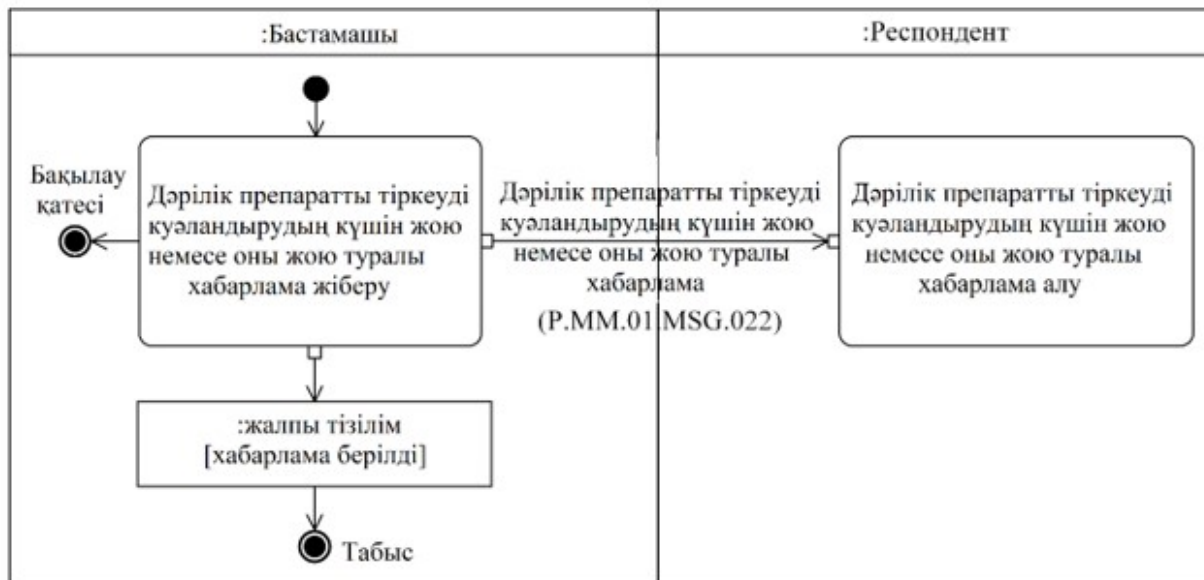 :Бастамашы
:Респондент
Бақылау
қатесі
Дәрілік препаратты тіркеуді
куәландырудың күшін жою
немесе оны жою туралы
хабарлама жіберу
Дәрілік препаратты тіркеуді
куәландырудың күшін жою
немесе оны жою туралы
хабарлама
(P.MM.01.MSG.022)
Дәрілік препаратты тіркеуді
куәландырудың күшін жою
немесе оны жою туралы
хабарлама алу
:жалпы тізілім
[хабарлама берілді]
Табыс